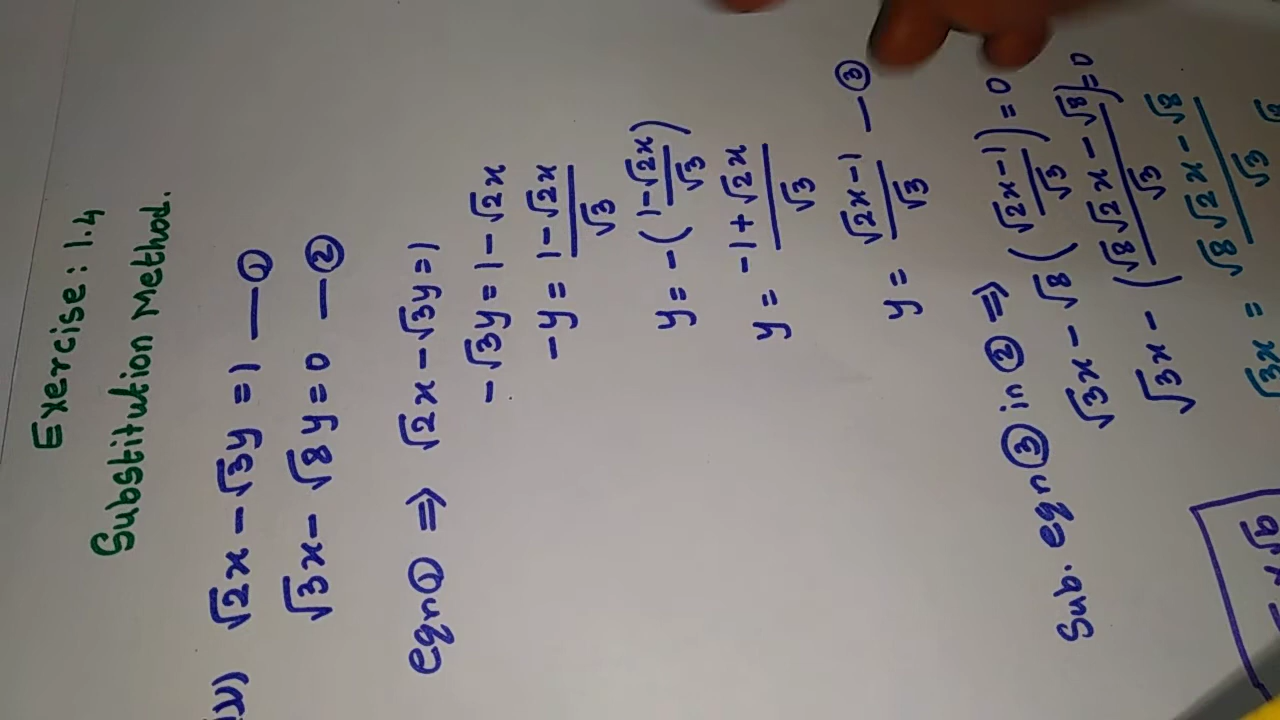 Exercise: 1.4
Substitution Method.
√2x - √3y = 1 — ①
√3x - √8y = 0 — ②
eqn① ⇒ √2x - √3y = 1
-√3y = 1 - √2x
-y = 1-√2x / √3
y = -(1-√2x / √3)
y = -1+√2x / √3
y = √2x-1 / √3 — ③
Sub. eqn③ in② ⇒
√3x - √8 (√2x-1 / √3) = 0
√3x - (√8√2x - √8 / √3) = 0
√3x = √8√2x - √8 / √3